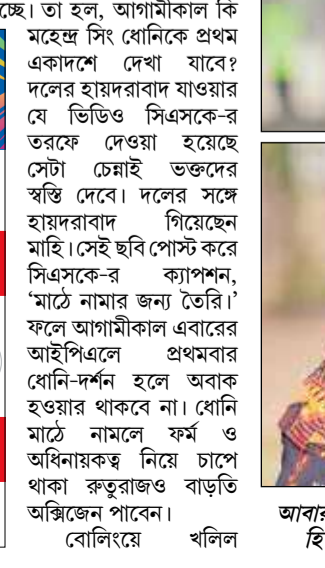 চ্ছে। তা হল, আগামীকাল কি
মহেন্দ্র সিং ধোনিকে প্রথম
একাদশে দেখা যাবে?
দলের হায়দরাবাদ যাওয়ার
যে ভিডিও সিএসকে-র
তরফে দেওয়া হয়েছে
সেটা চেন্নাই ভক্তদের
স্বস্তি দেবে। দলের সঙ্গে
হায়দরাবাদ গিয়েছেন
মাহি। সেই ছবি পোস্ট করে
সিএসকে-র ক্যাপশন,
‘মাঠে নামার জন্য তৈরি।’
ফলে আগামীকাল এবারের
আইপিএলে প্রথমবার
ধোনি-দর্শন হলে অবাক
হওয়ার থাকবে না। ধোনি
মাঠে নামলে ফর্ম ও
অধিনায়কত্ব নিয়ে চাপে
থাকা রুতুরাজও বাড়তি
অক্সিজেন পাবেন।
বোলিংয়ে খলিল
আবার
হি